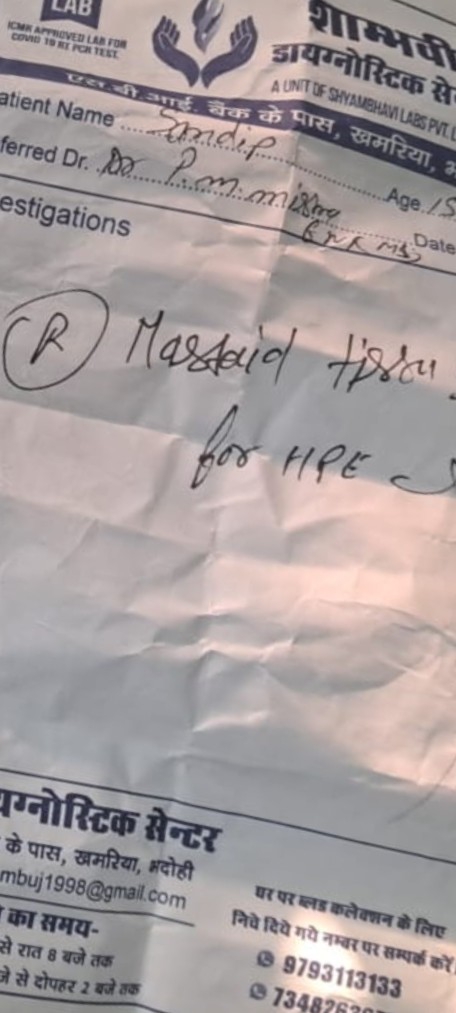 LAB
ICMR APPROVED LAB FOR
COVID 19 RT PCR TEST.
शाम्भवी
डायग्नोस्टिक से
A UNIT OF SHYAMBHAVI LABS PVT. L
एस.बी.आई. बैंक के पास, खमरिया, भ
atient Name Sandip Age 15
ferred Dr. Dr P.M. Mishra Date
estigations
R Mastoid tissu
for HPE
यग्नोस्टिक सेन्टर
के पास, खमरिया, भदोही
mbuj1998@gmail.com
का समय-
से रात 8 बजे तक
जे से दोपहर 2 बजे तक
घर पर ब्लड कलेक्शन के लिए
निचे दिये गये नम्बर पर सम्पर्क करें
9793113133